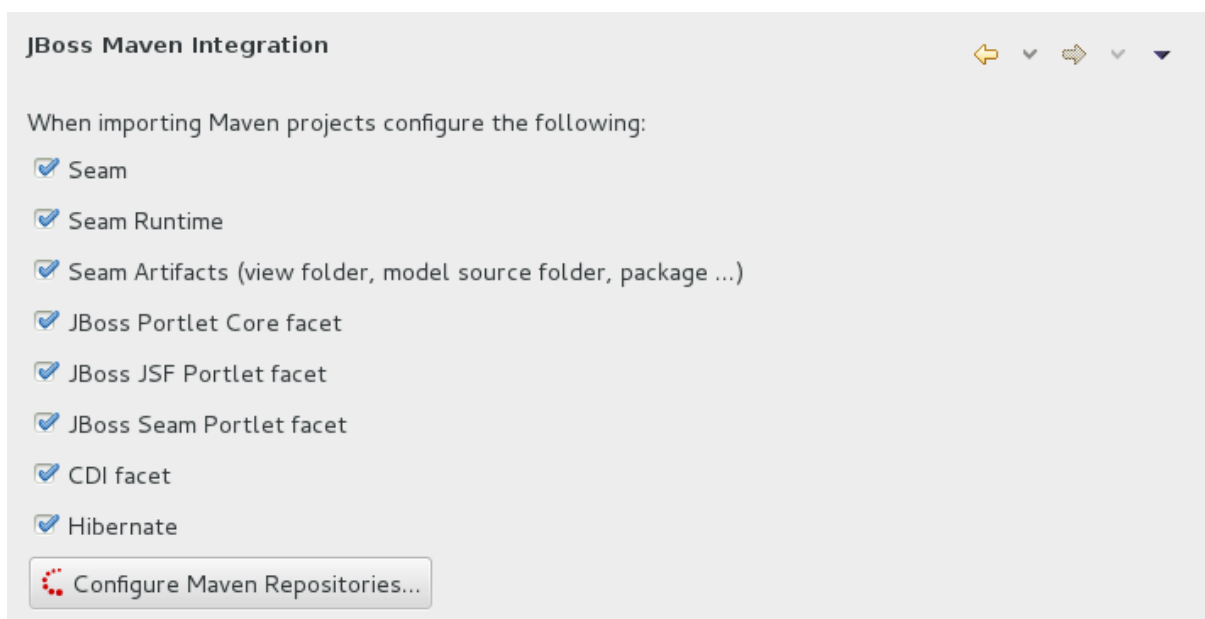 JBoss Maven Integration
When importing Maven projects configure the following:
Seam
Seam Runtime
Seam Artifacts (view folder, model source folder, package ...)
JBoss Portlet Core facet
JBoss JSF Portlet facet
JBoss Seam Portlet facet
CDI facet
Hibernate
Configure Maven Repositories...